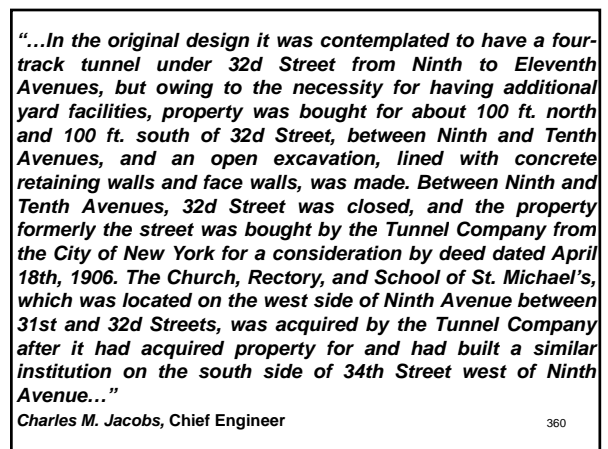 “…In the original design it was contemplated to have a four-
track tunnel under 32d Street from Ninth to Eleventh
Avenues, but owing to the necessity for having additional
yard facilities, property was bought for about 100 ft. north
and 100 ft. south of 32d Street, between Ninth and Tenth
Avenues, and an open excavation, lined with concrete
retaining walls and face walls, was made. Between Ninth and
Tenth Avenues, 32d Street was closed, and the property
formerly the street was bought by the Tunnel Company from
the City of New York for a consideration by deed dated April
18th, 1906. The Church, Rectory, and School of St. Michael’s,
which was located on the west side of Ninth Avenue between
31st and 32d Streets, was acquired by the Tunnel Company
after it had acquired property for and had built a similar
institution on the south side of 34th Street west of Ninth
Avenue…”
Charles M. Jacobs, Chief Engineer
360